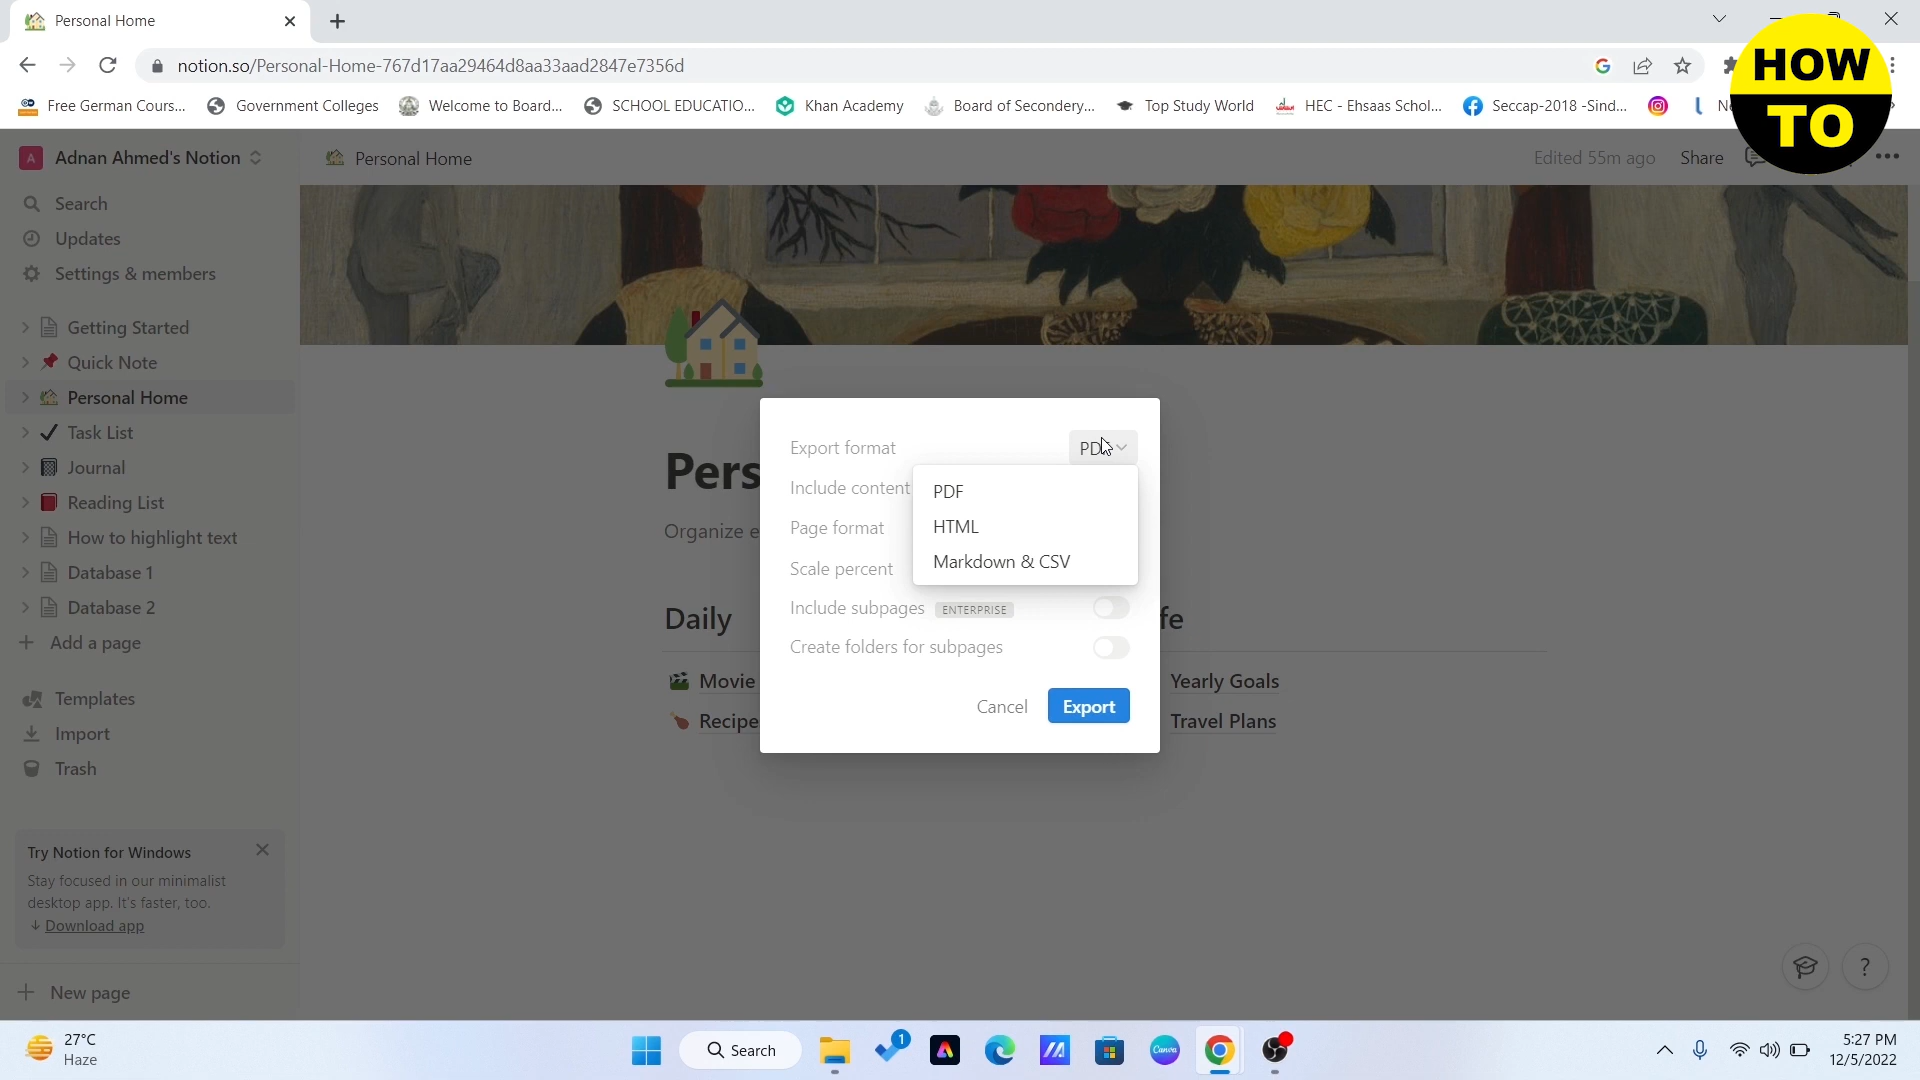 Personal Home
notion.so/Personal-Home-767d17aa29464d8aa33aad2847e7356d
Free German Cours...
Government Colleges
Welcome to Board...
SCHOOL EDUCATIO...
Khan Academy
Board of Secondery...
Top Study World
HEC - Ehsaas Schol...
Seccap-2018 -Sind...
HOW
TO
A
Adnan Ahmed's Notion
Personal Home
Edited 55m ago
Share
Search
Updates
Settings & members
Getting Started
Quick Note
Personal Home
Task List
Journal
Reading List
How to highlight text
Database 1
Database 2
Add a page
Templates
Import
Trash
Try Notion for Windows
Stay focused in our minimalist
desktop app. It's faster, too.
Download app
New page
Pers
Organize e
Daily
Movie
Recipe
fe
Yearly Goals
Travel Plans
Export format
PDF
Include content
Page format
Scale percent
PDF
HTML
Markdown & CSV
Include subpages
ENTERPRISE
Create folders for subpages
Cancel
Export
?
27°C
Haze
Search
1
Canva
5:27 PM
12/5/2022